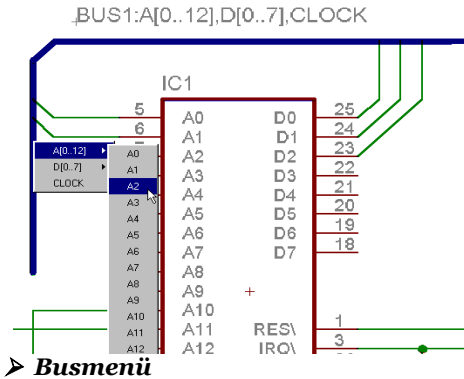 BUS1:A[0..12],D[0..7],CLOCK
IC1
5 A0 D0 25
6 A1 D1 24
A2 D2 23
A3 D3 22
A4 D4 21
A5 D5 20
A6 D6 19
A7 D7 18
A8
A9
A10
A11 RES\ 1
A12 IRQ\ 3
A[0..12]
D[0..7]
CLOCK
A0
A1
A2
A3
A4
A5
A6
A7
A8
A9
A10
A11
A12
➢ Busmenü